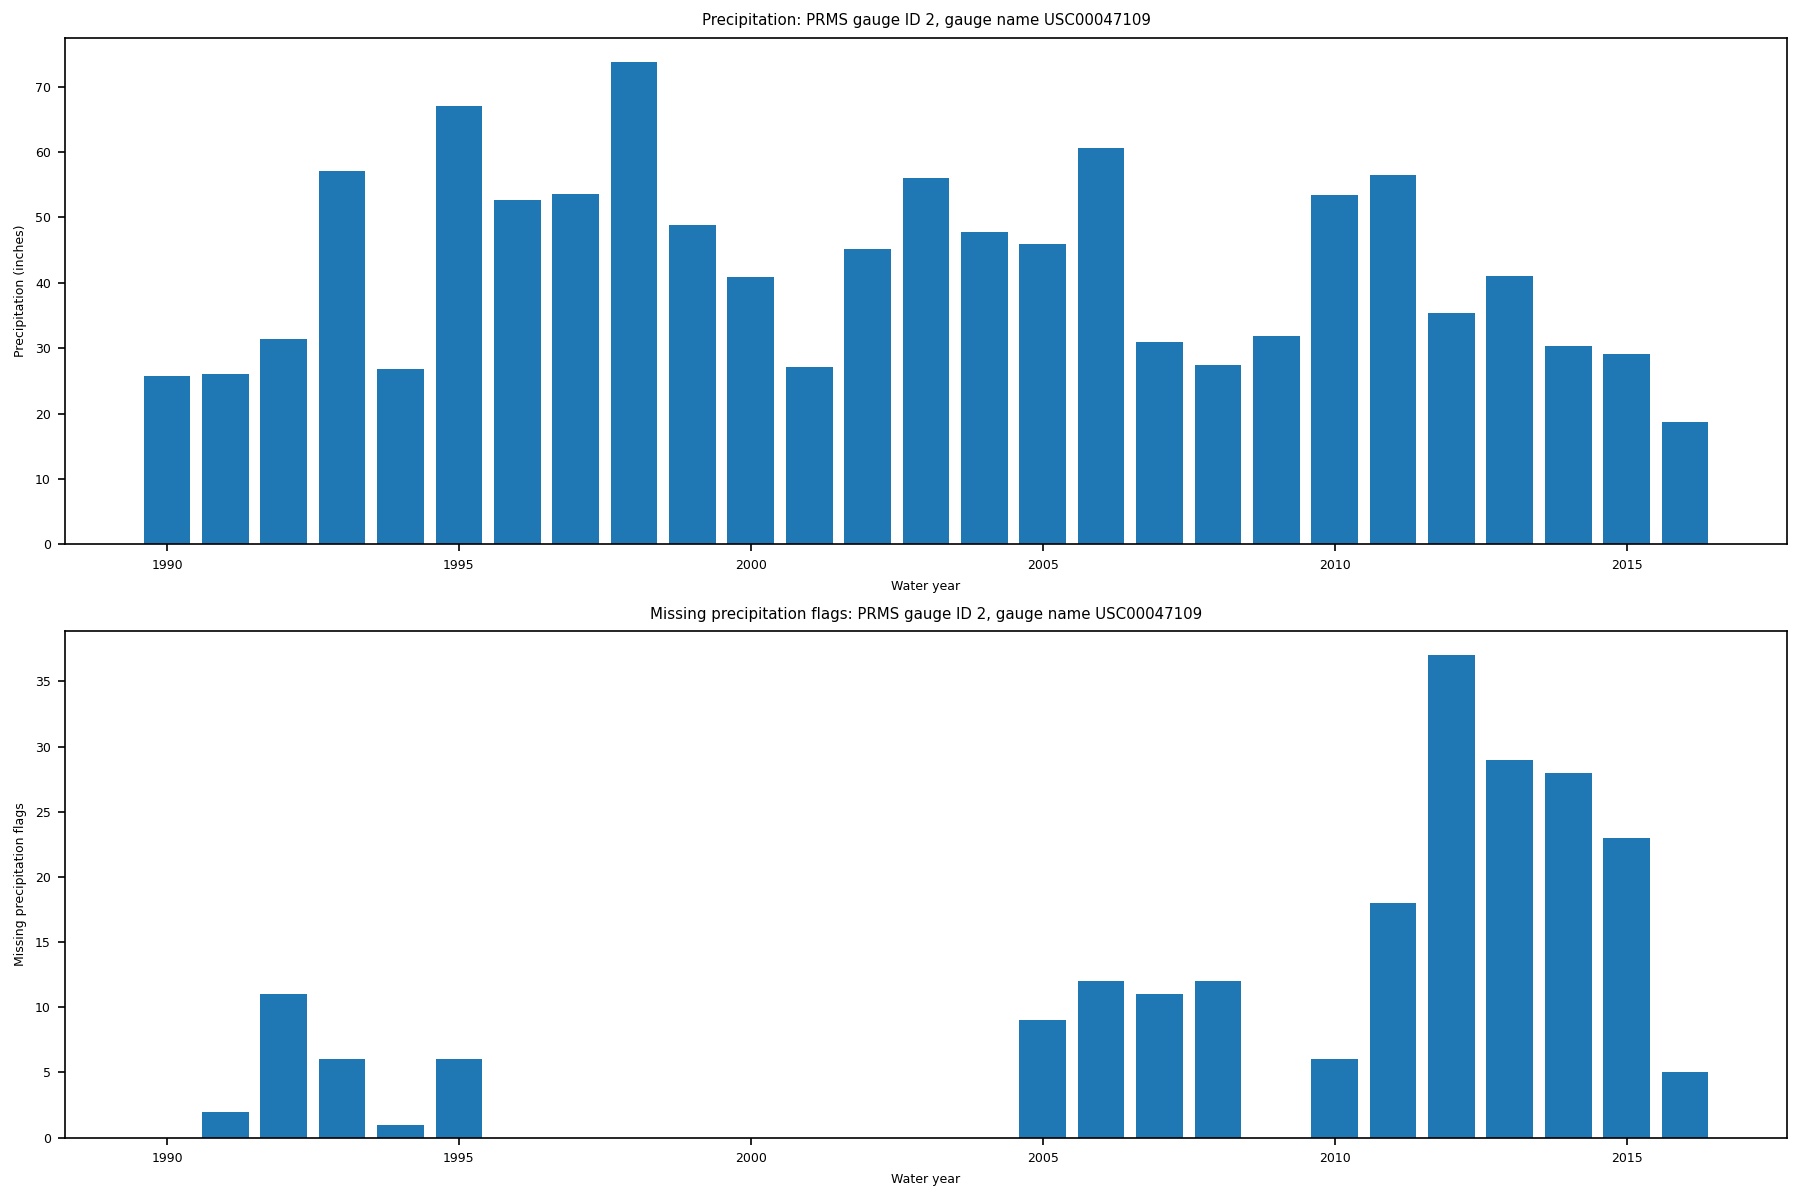 Precipitation: PRMS gauge ID 2, gauge name USC00047109
70
60
50
40
30
20
10
0
Precipitation (inches)
1990 1995 2000 2005 2010 2015
Water year
Missing precipitation flags: PRMS gauge ID 2, gauge name USC00047109
35
30
25
20
15
10
5
0
Missing precipitation flags
1990 1995 2000 2005 2010 2015
Water year